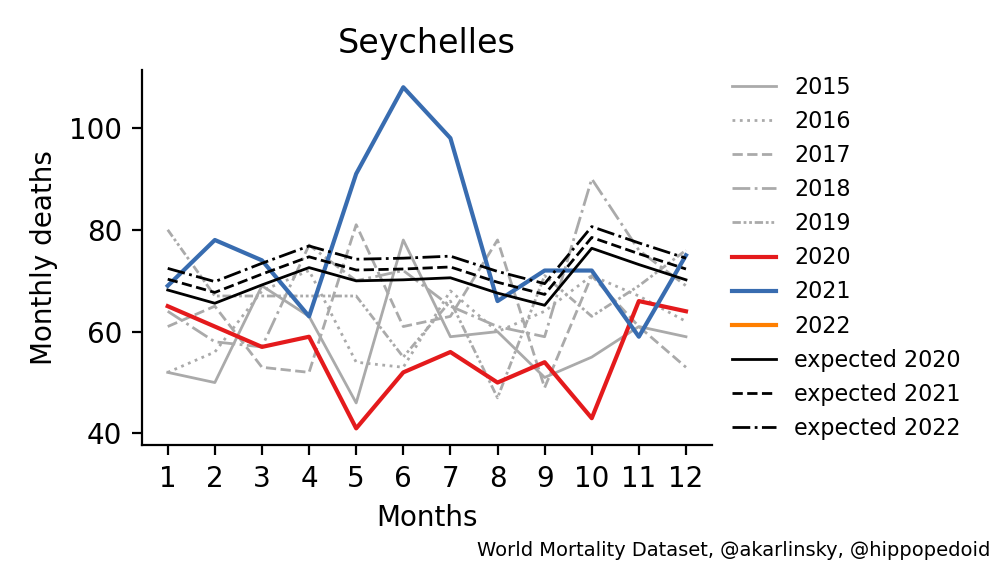 Seychelles
Monthly deaths
100
80
60
40
1 2 3 4 5 6 7 8 9 10 11 12
Months
2015
2016
2017
2018
2019
2020
2021
2022
expected 2020
expected 2021
expected 2022
World Mortality Dataset, @akarlinsky, @hippopedoid